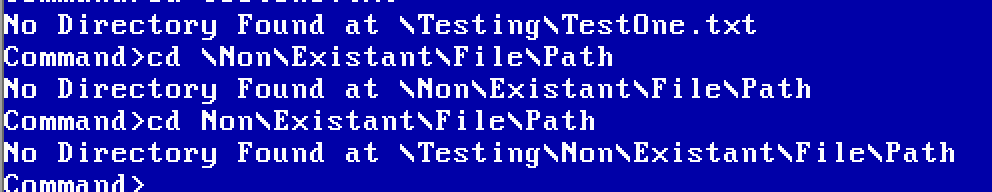 No Directory Found at \Testing\TestOne.txt
Command>cd \Non\Existant\File\Path
No Directory Found at \Non\Existant\File\Path
Command>cd Non\Existant\File\Path
No Directory Found at \Testing\Non\Existant\File\Path
Command>